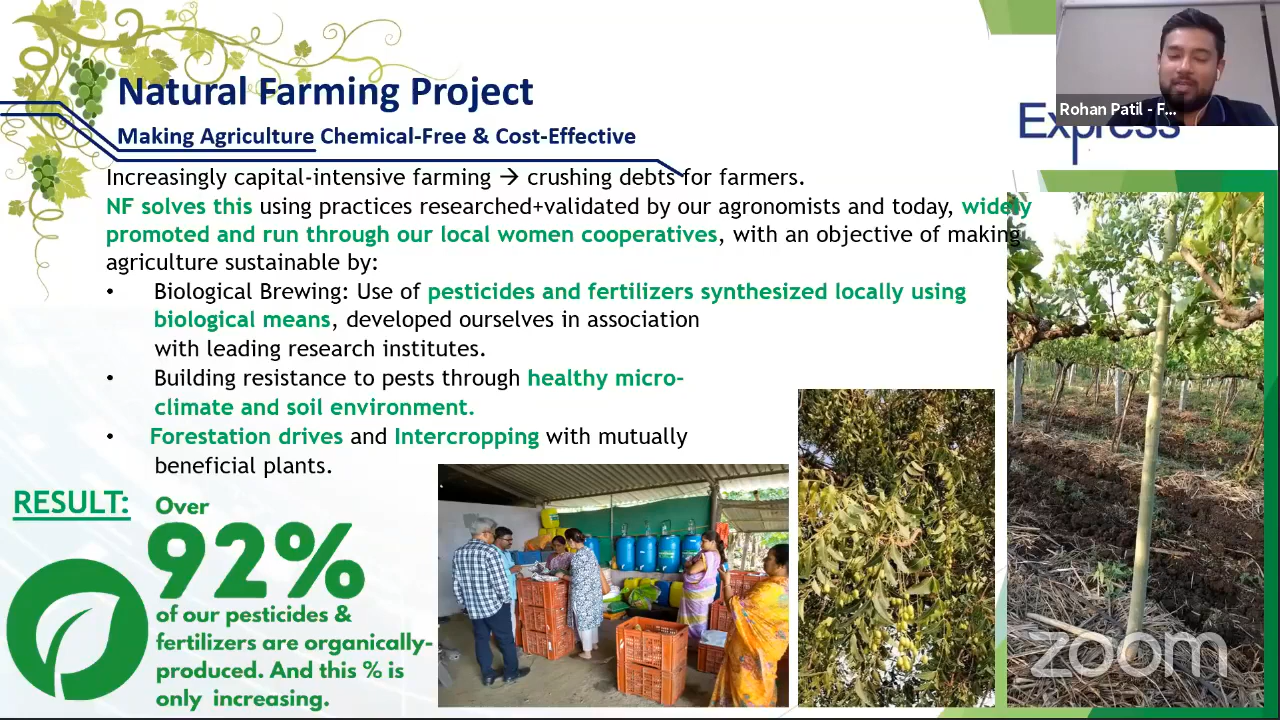 Natural Farming Project
Making Agriculture Chemical-Free & Cost-Effective
Rohan Patil - F...
Express
Increasingly capital-intensive farming → crushing debts for farmers.
NF solves this using practices researched+validated by our agronomists and today, widely
promoted and run through our local women cooperatives, with an objective of making
agriculture sustainable by:
• Biological Brewing: Use of pesticides and fertilizers synthesized locally using
biological means, developed ourselves in association
with leading research institutes.
• Building resistance to pests through healthy micro-
climate and soil environment.
• Forestation drives and Intercropping with mutually
beneficial plants.
RESULT:
Over
92%
of our pesticides &
fertilizers are organically-
produced. And this % is
only increasing.
zoom